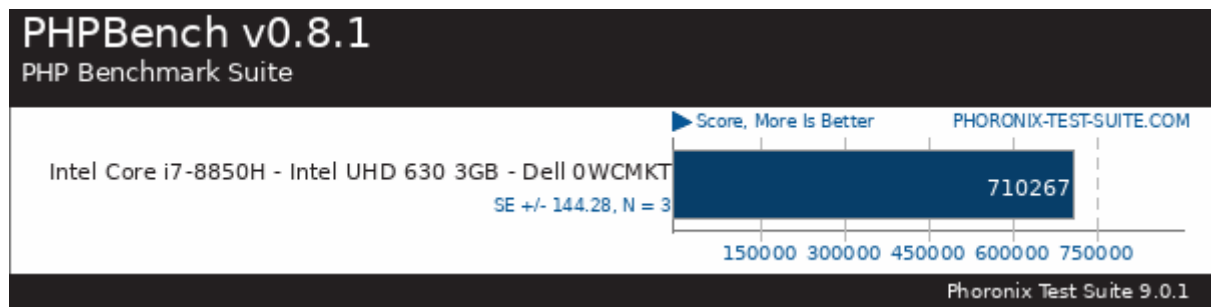 PHPBench v0.8.1
PHP Benchmark Suite
Score, More Is Better PHORONIX-TEST-SUITE.COM
Intel Core i7-8850H - Intel UHD 630 3GB - Dell 0WCMKT
710267
SE +/- 144.28, N = 3
150000 300000 450000 600000 750000
Phoronix Test Suite 9.0.1